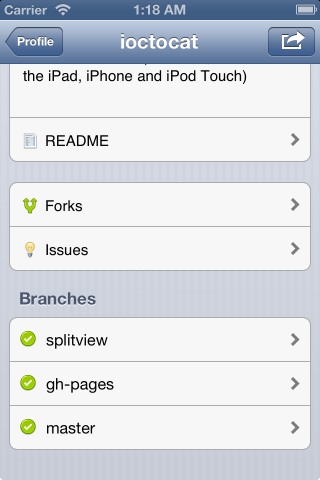 Carrier 1:18 AM
Profile ioctocat
the iPad, iPhone and iPod Touch)
README
Forks
Issues
Branches
splitview
gh-pages
master